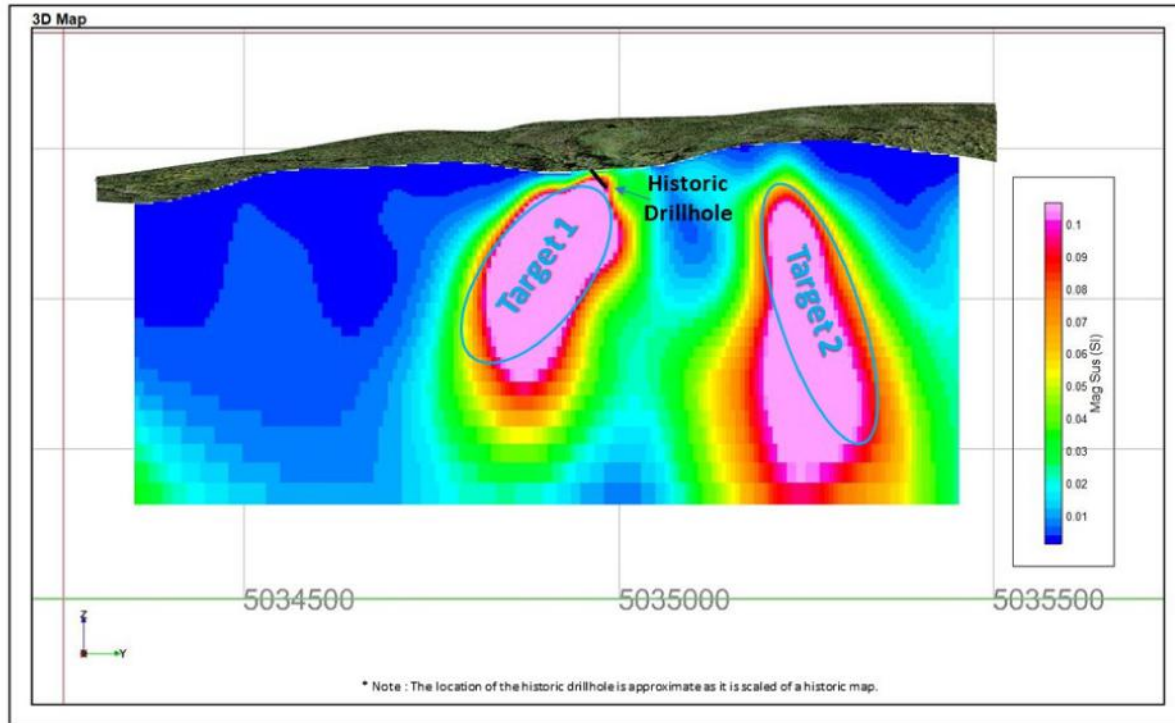 3D Map
Historic
Drillhole
Target 1
Target 2
0.1
0.09
0.08
0.07
0.06
0.05
0.04
0.03
0.02
0.01
Mag Sus (SI)
5034500
5035000
5035500
Z
Y
* Note : The location of the historic drillhole is approximate as it is scaled of a historic map.